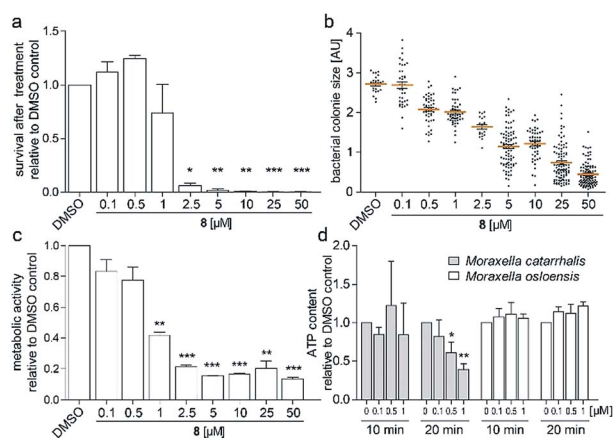 a
survival after treatment
relative to DMSO control
1.5
1.0
0.5
0.0
* ** ** *** ***
DMSO 0.1 0.5 1 2.5 5 10 25 50
8 [µM]
b
bacterial colonie size [AU]
4
3
2
1
0
DMSO 0.1 0.5 1 2.5 5 10 25 50
8 [µM]
c
metabolic activity
relative to DMSO control
1.0
0.8
0.6
0.4
0.2
0.0
** *** *** *** ** ***
DMSO 0.1 0.5 1 2.5 5 10 25 50
8 [µM]
d
ATP content
relative to DMSO control
2.0
1.5
1.0
0.5
0.0
Moraxella catarrhalis
Moraxella osloensis
* **
0 0.1 0.5 1 0 0.1 0.5 1 0 0.1 0.5 1 0 0.1 0.5 1 [µM]
10 min 20 min 10 min 20 min